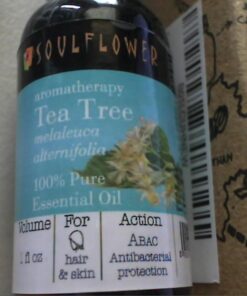 SOULFLOWER
aromatherapy
Tea Tree
melaleuca
alternifolia
100% Pure
Essential Oil
Volume
1 fl oz
For
hair
& skin
Action
ABAC
Antibacterial
protection